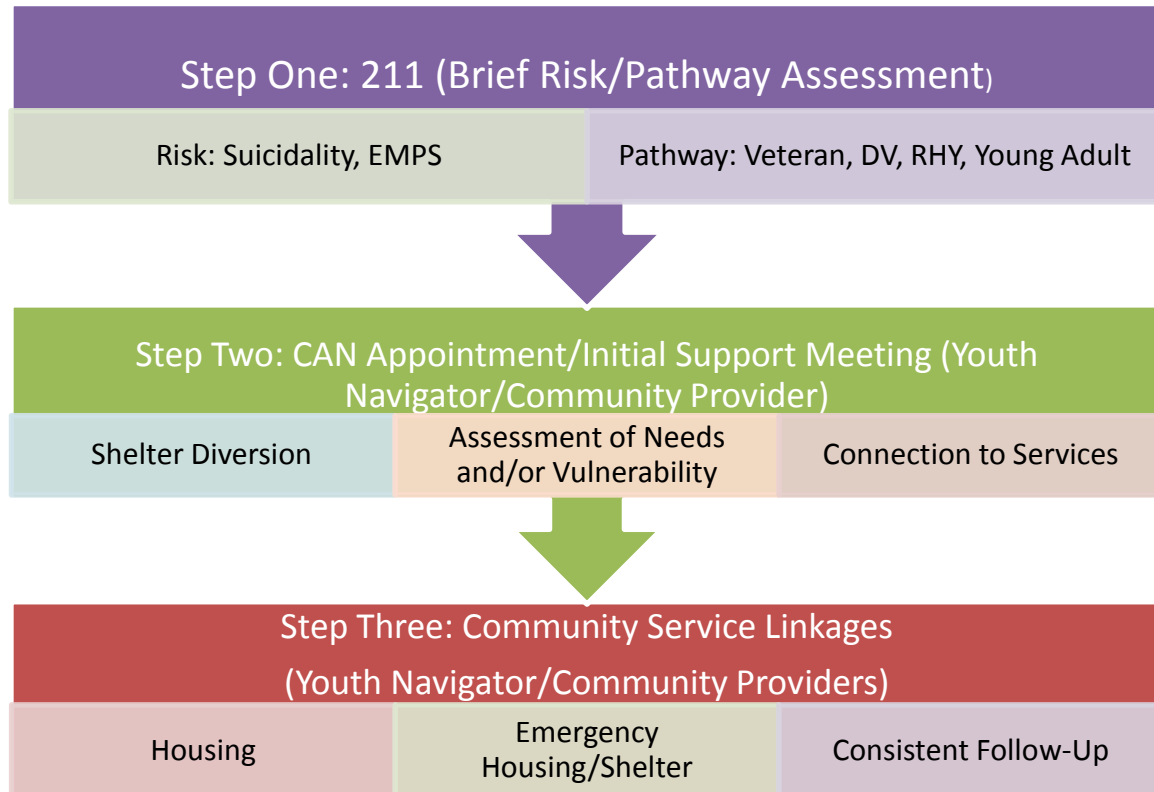 Step One: 211 (Brief Risk/Pathway Assessment)
Risk: Suicidality, EMPS
Pathway: Veteran, DV, RHY, Young Adult
Step Two: CAN Appointment/Initial Support Meeting (Youth
Navigator/Community Provider)
Shelter Diversion
Assessment of Needs
and/or Vulnerability
Connection to Services
Step Three: Community Service Linkages
(Youth Navigator/Community Providers)
Housing
Emergency
Housing/Shelter
Consistent Follow-Up